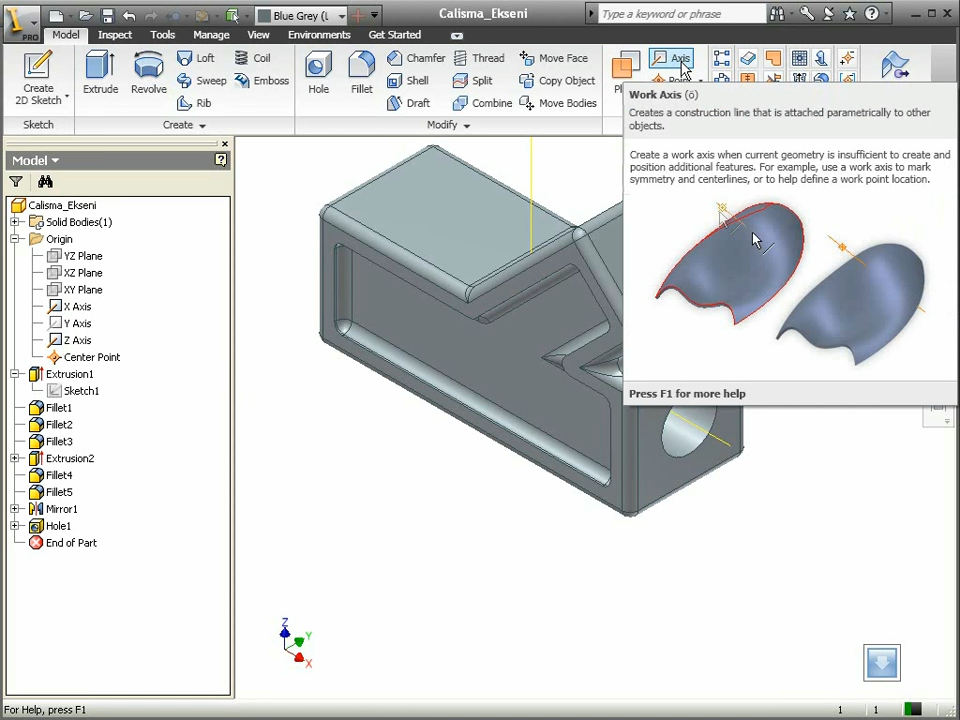 Blue Grey (l
Calisma_Ekseni
Type a keyword or phrase
PRO
Model
Inspect
Tools
Manage
View
Environments
Get Started
Create
2D Sketch
Extrude
Revolve
Loft
Sweep
Rib
Coil
Emboss
Hole
Fillet
Chamfer
Shell
Draft
Thread
Split
Combine
Move Face
Copy Object
Move Bodies
Axis
Sketch
Create
Modify
Work Axis (ö)
Creates a construction line that is attached parametrically to other
objects.
Create a work axis when current geometry is insufficient to create and
position additional features. For example, use a work axis to mark
symmetry and centerlines, or to help define a work point location.
Press F1 for more help
Model
Calisma_Ekseni
Solid Bodies(1)
Origin
YZ Plane
XZ Plane
XY Plane
X Axis
Y Axis
Z Axis
Center Point
Extrusion1
Sketch1
Fillet1
Fillet2
Fillet3
Extrusion2
Fillet4
Fillet5
Mirror1
Hole1
End of Part
Z
Y
X
For Help, press F1
1
1